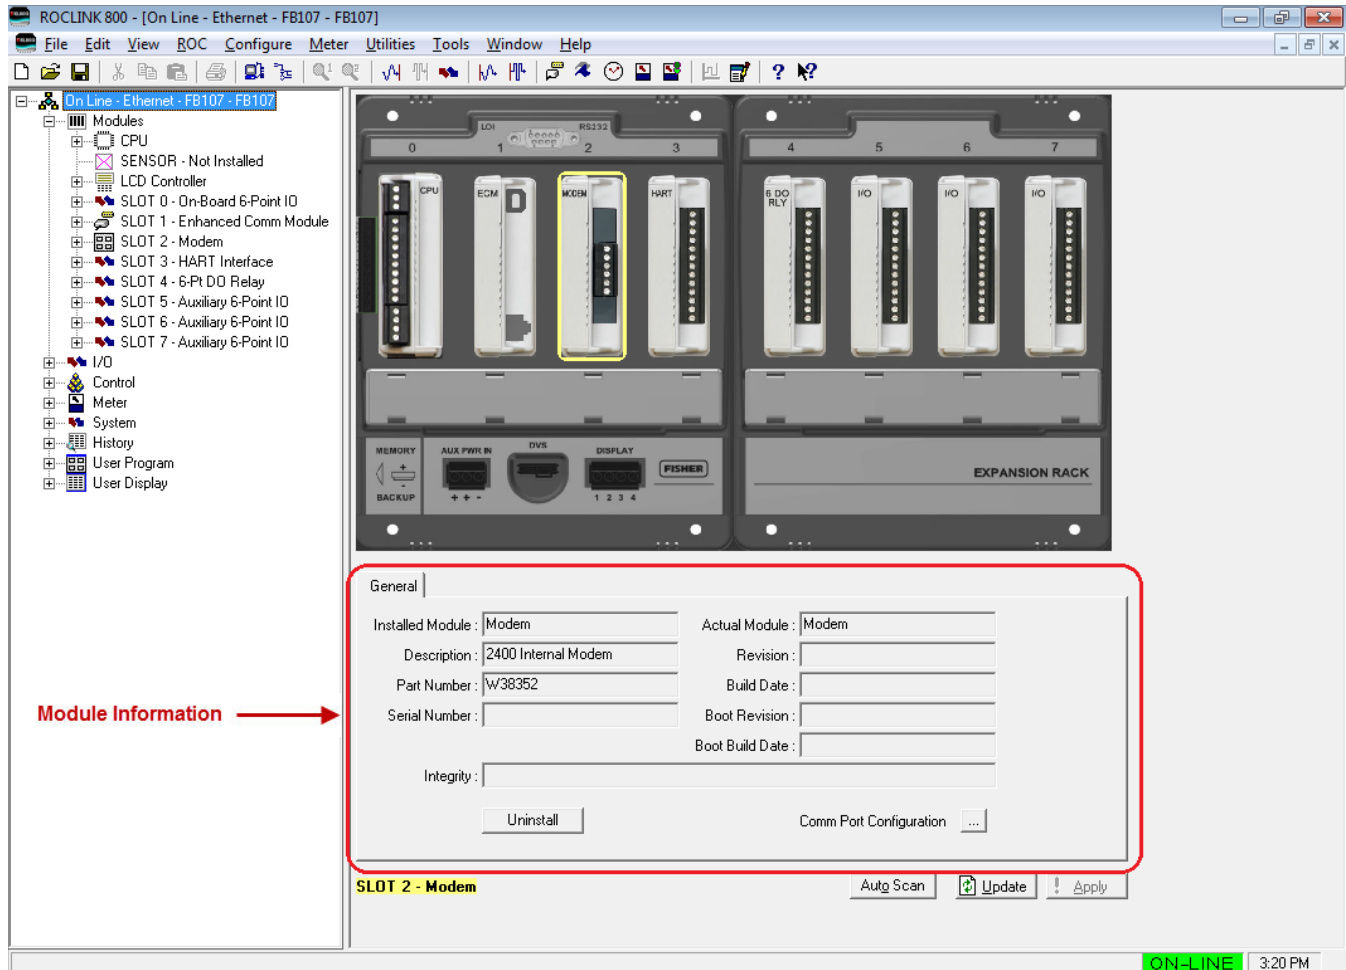 ROCLINK 800 - [On Line - Ethernet - FB107 - FB107]
File Edit View ROC Configure Meter Utilities Tools Window Help
On Line - Ethernet - FB107 - FB107
Modules
CPU
SENSOR - Not Installed
LCD Controller
SLOT 0 - On-Board 6-Point IO
SLOT 1 - Enhanced Comm Module
SLOT 2 - Modem
SLOT 3 - HART Interface
SLOT 4 - 6-Pt DO Relay
SLOT 5 - Auxiliary 6-Point IO
SLOT 6 - Auxiliary 6-Point IO
SLOT 7 - Auxiliary 6-Point IO
I/O
Control
Meter
System
History
User Program
User Display
LOI RS232
0 1 2 3 4 5 6 7
CPU ECM MODEM HART 6 DO RLY I/O I/O I/O
MEMORY BACKUP
AUX PWR IN
+ + -
DVS
DISPLAY
1 2 3 4
FISHER
EXPANSION RACK
General
Installed Module : Modem Actual Module : Modem
Description : 2400 Internal Modem Revision :
Part Number : W38352 Build Date :
Module Information
Serial Number : Boot Revision :
Boot Build Date :
Integrity :
Uninstall Comm Port Configuration ...
SLOT 2 - Modem Auto Scan Update Apply
ON-LINE 3:20 PM